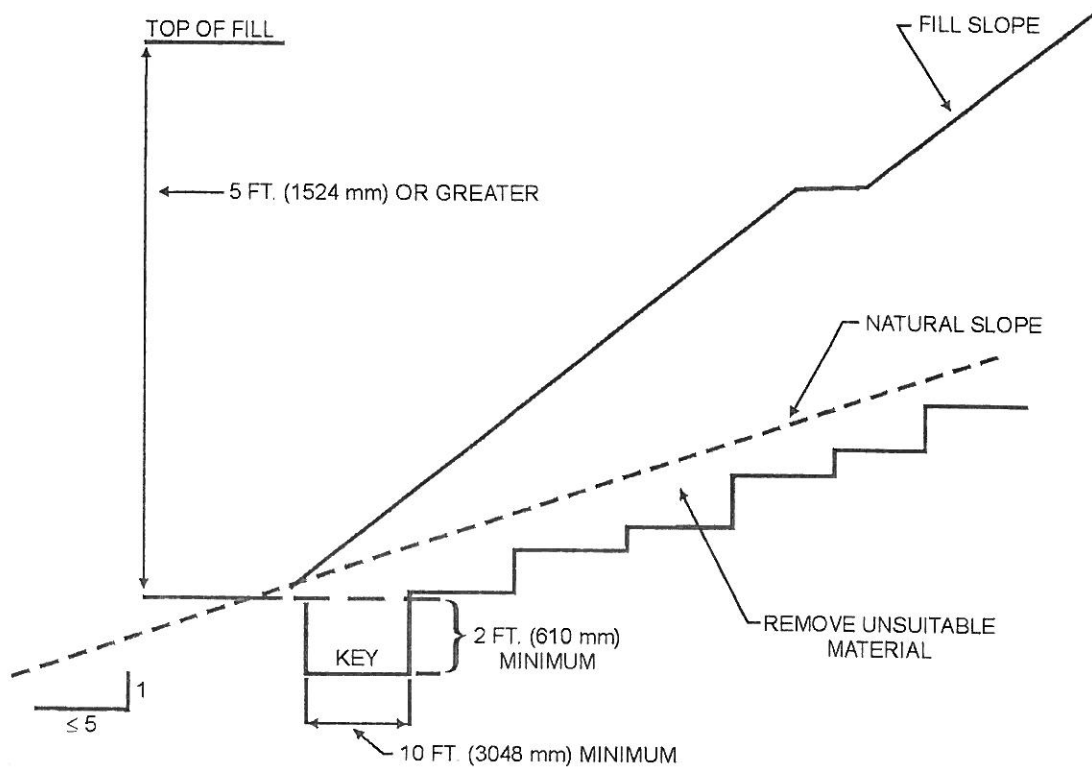 TOP OF FILL
FILL SLOPE
5 FT. (1524 mm) OR GREATER
NATURAL SLOPE
2 FT. (610 mm)
MINIMUM
KEY
REMOVE UNSUITABLE
MATERIAL
1
≤ 5
10 FT. (3048 mm) MINIMUM